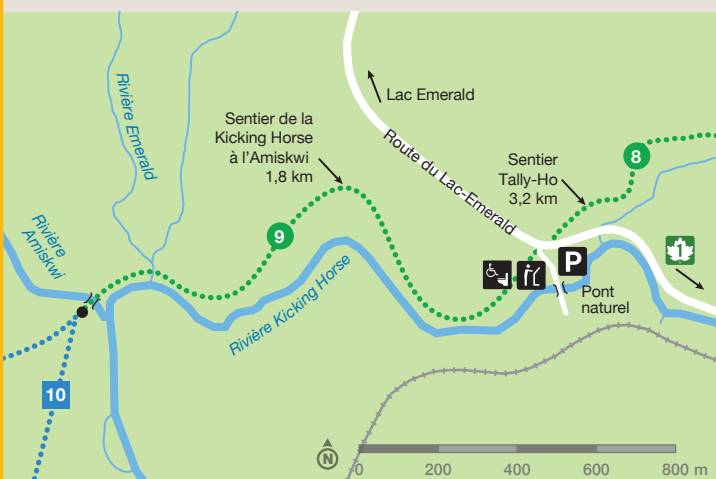 Rivière Emerald
Lac Emerald
Sentier de la
Kicking Horse
à l'Amiskwi
1,8 km
Route du Lac-Emerald
Sentier
Tally-Ho
3,2 km
8
9
Rivière
Amiskwi
Rivière Kicking Horse
P
1
Pont
naturel
10
N
0 200 400 600 800 m